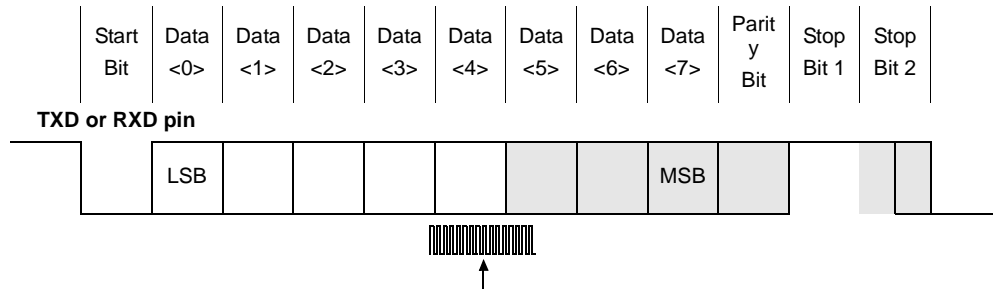 Start Data Data Data Data Data Data Data Data Parit Stop Stop
Bit <0> <1> <2> <3> <4> <5> <6> <7> y Bit 1 Bit 2
Bit
TXD or RXD pin
LSB MSB